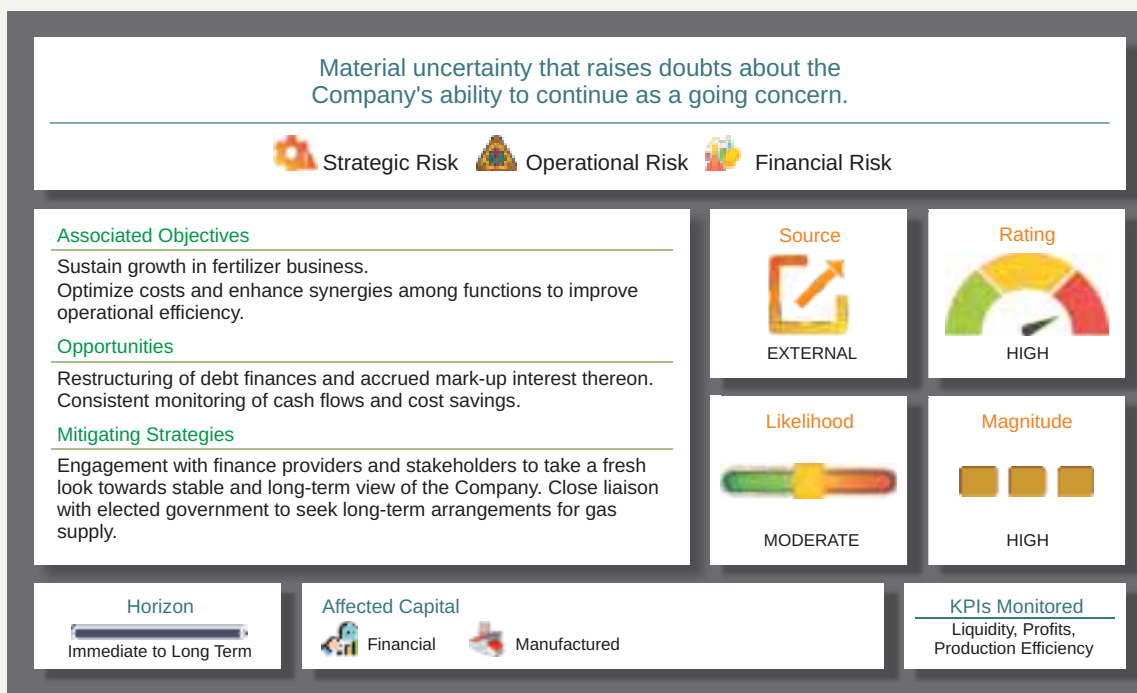 Material uncertainty that raises doubts about the
Company's ability to continue as a going concern.
Strategic Risk Operational Risk Financial Risk
Associated Objectives
Sustain growth in fertilizer business.
Optimize costs and enhance synergies among functions to improve
operational efficiency.
Opportunities
Restructuring of debt finances and accrued mark-up interest thereon.
Consistent monitoring of cash flows and cost savings.
Mitigating Strategies
Engagement with finance providers and stakeholders to take a fresh
look towards stable and long-term view of the Company. Close liaison
with elected government to seek long-term arrangements for gas
supply.
Source
EXTERNAL
Rating
HIGH
Likelihood
MODERATE
Magnitude
HIGH
Horizon
Immediate to Long Term
Affected Capital
Financial Manufactured
KPIs Monitored
Liquidity, Profits,
Production Efficiency